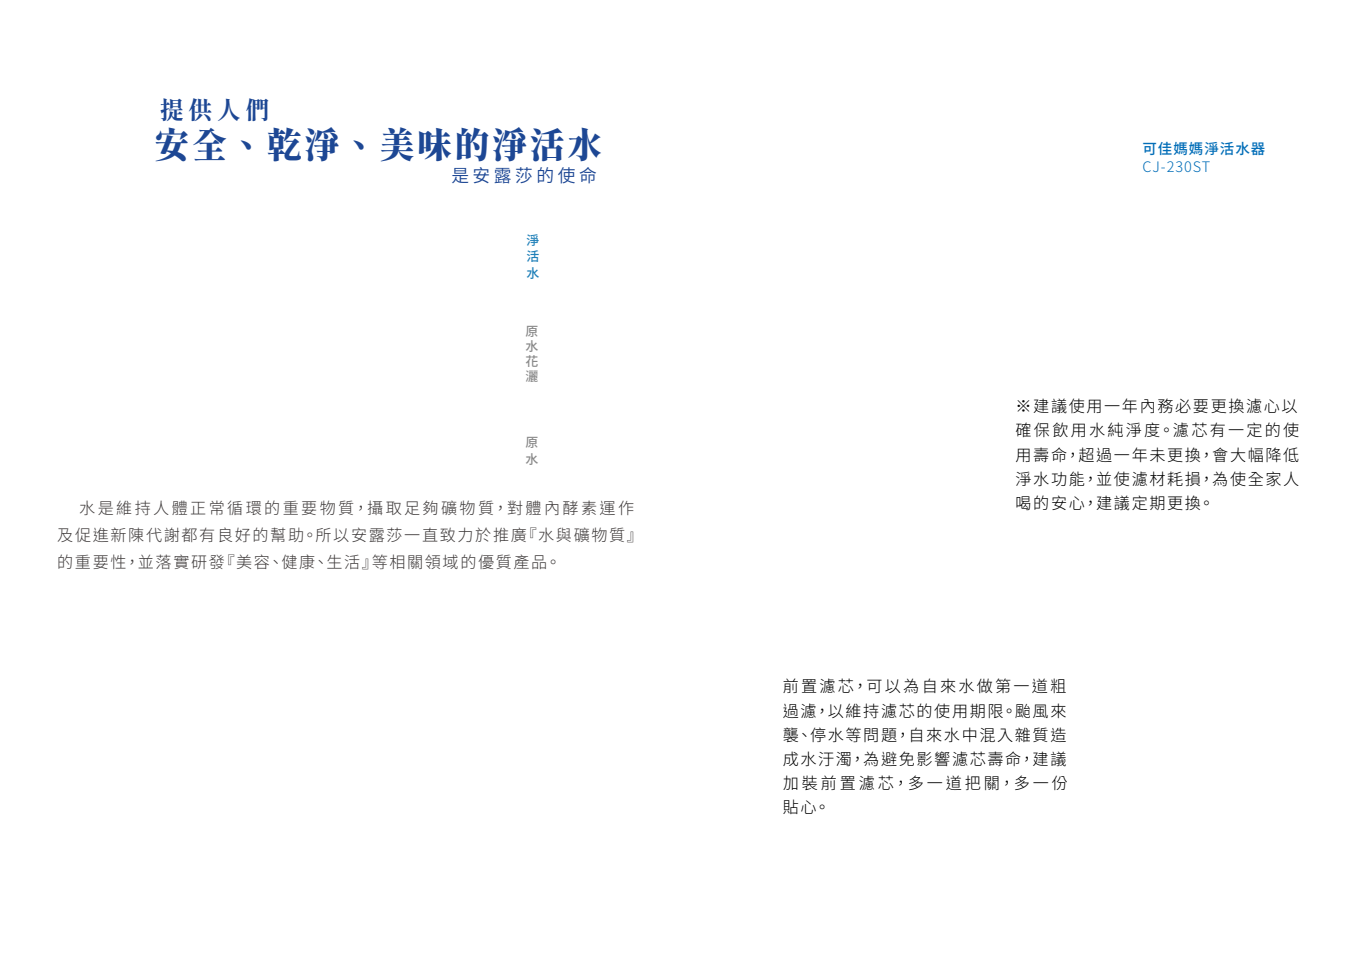 提供人們
安全、乾淨、美味的淨活水
是安露莎的使命
淨活水
原水花灑
原水
水是維持人體正常循環的重要物質，攝取足夠礦物質，對體內酵素運作
及促進新陳代謝都有良好的幫助。所以安露莎一直致力於推廣『水與礦物質』
的重要性，並落實研發『美容、健康、生活』等相關領域的優質產品。
可佳媽媽淨活水器
CJ-230ST
※建議使用一年內務必要更換濾心以
確保飲用水純淨度。濾芯有一定的使
用壽命，超過一年未更換，會大幅降低
淨水功能，並使濾材耗損，為使全家人
喝的安心，建議定期更換。
前置濾芯，可以為自來水做第一道粗
過濾，以維持濾芯的使用期限。颱風來
襲、停水等問題，自來水中混入雜質造
成水汙濁，為避免影響濾芯壽命，建議
加裝前置濾芯，多一道把關，多一份
貼心。